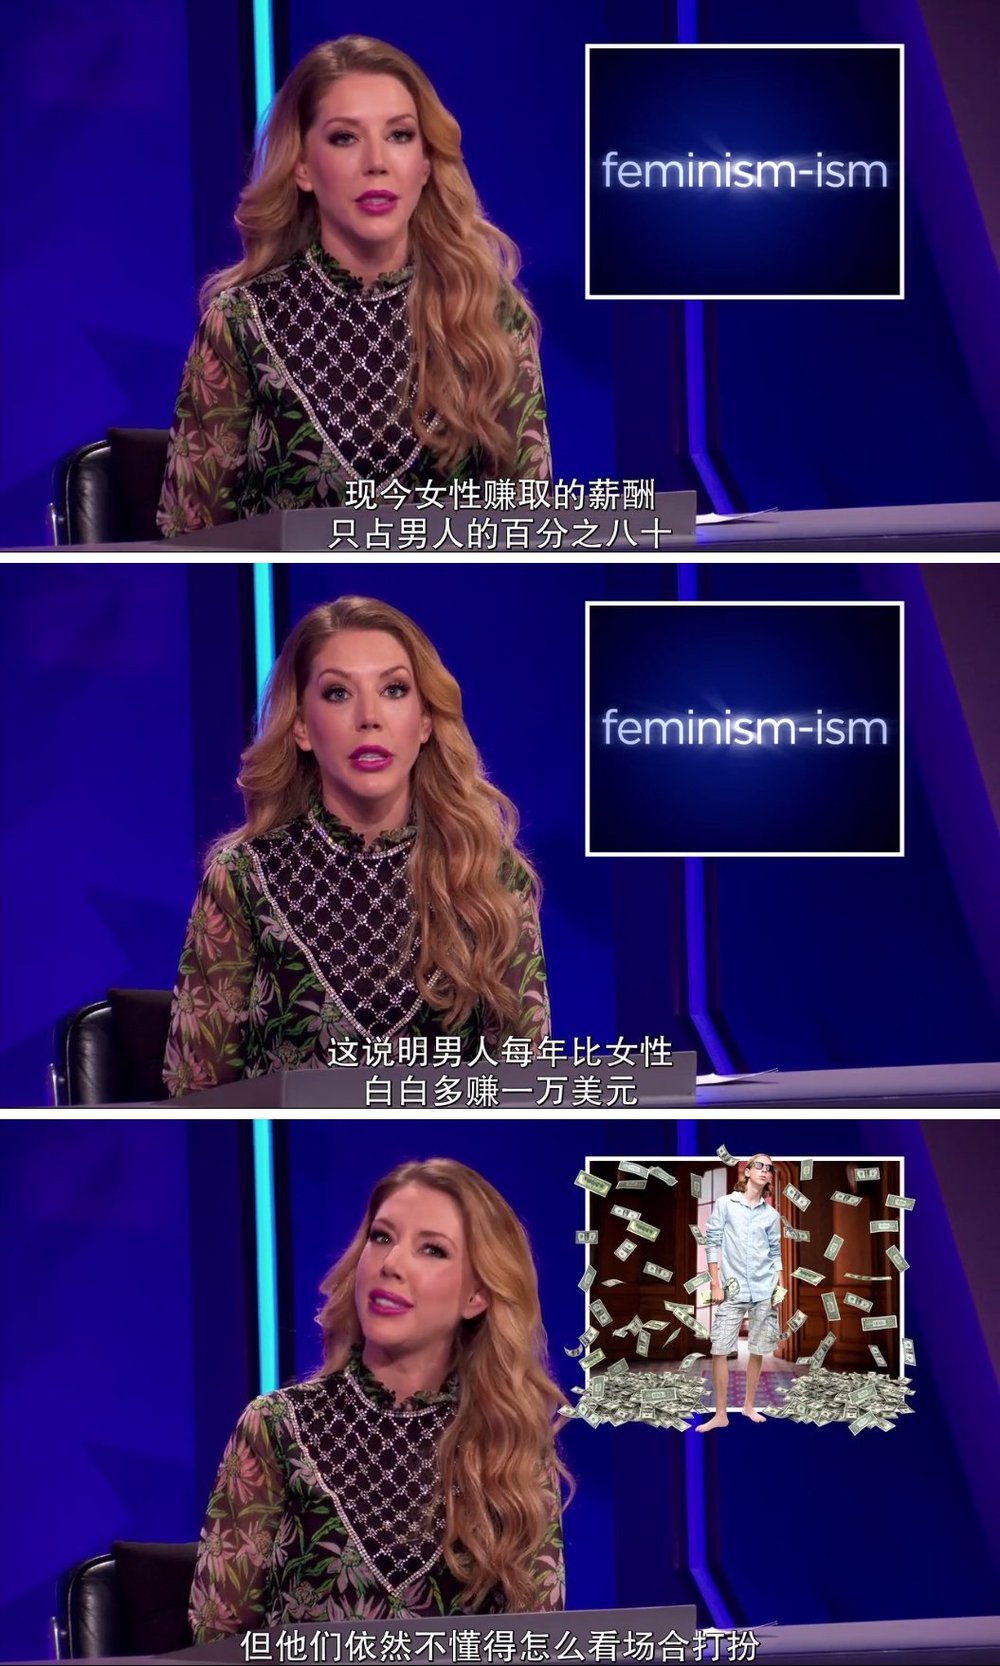 feminism-ism
现今女性赚取的薪酬
只占男人的百分之八十
feminism-ism
这说明男人每年比女性
白白多赚一万美元
但他们依然不懂得怎么看场合打扮